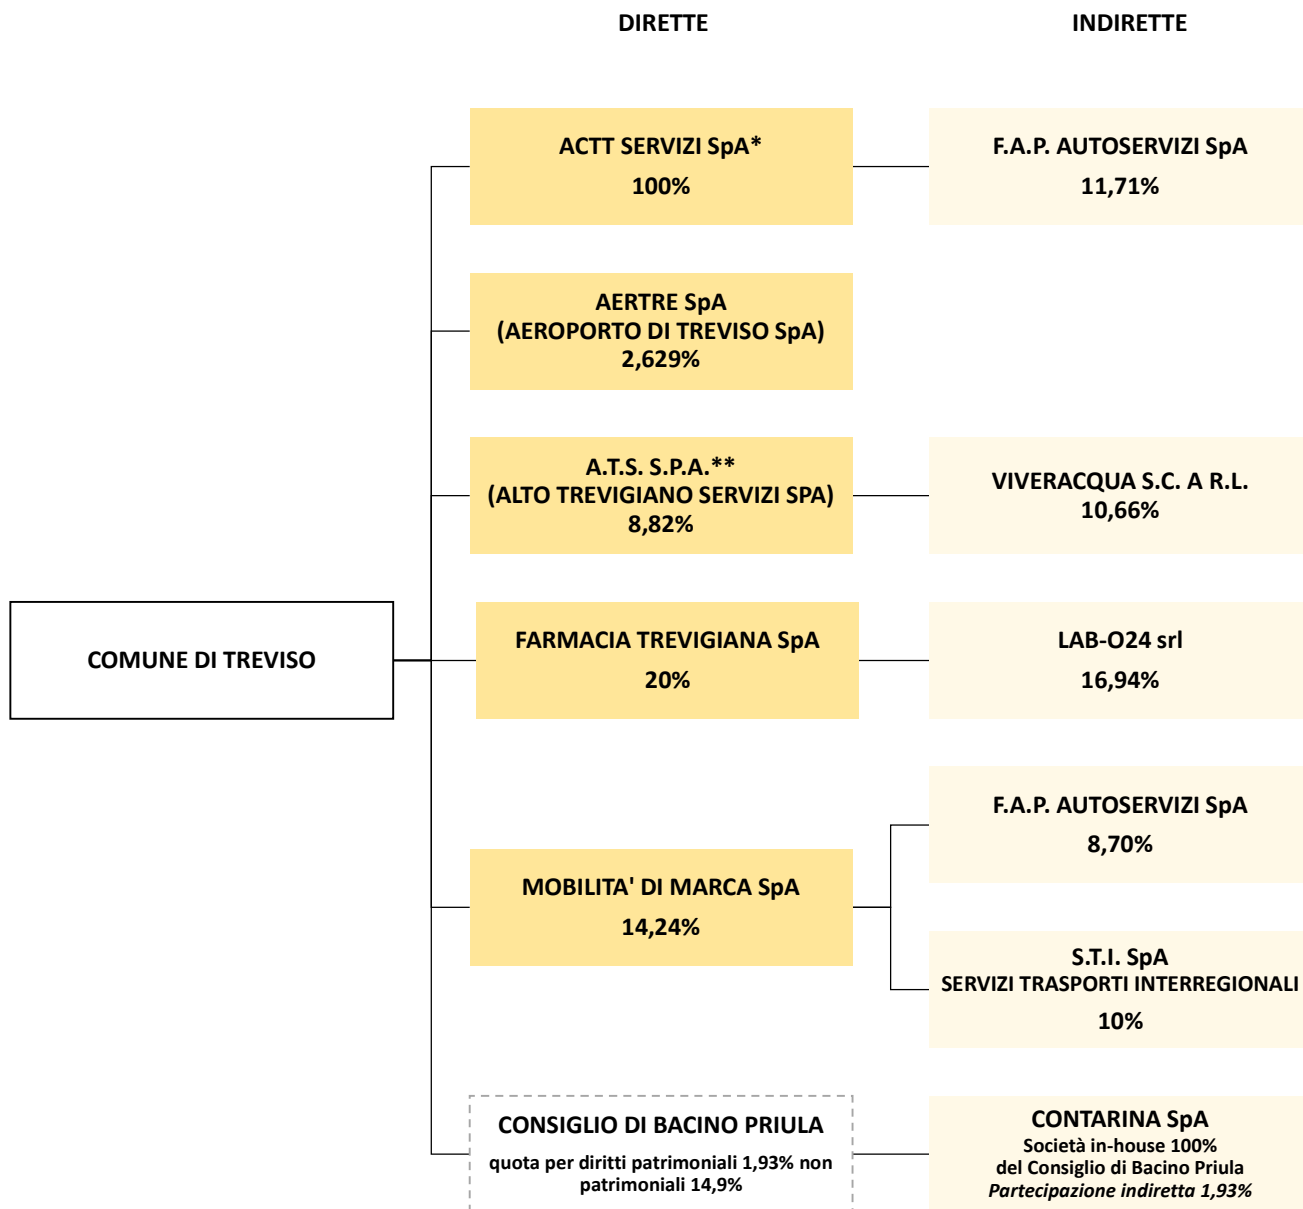 DIRETTE
INDIRETTE
ACTT SERVIZI SpA*
100%
F.A.P. AUTOSERVIZI SpA
11,71%
AERTRE SpA
(AEROPORTO DI TREVISO SpA)
2,629%
A.T.S. S.P.A.**
(ALTO TREVIGIANO SERVIZI SPA)
8,82%
VIVERACQUA S.C. A R.L.
10,66%
COMUNE DI TREVISO
FARMACIA TREVIGIANA SpA
20%
LAB-O24 srl
16,94%
MOBILITA' DI MARCA SpA
14,24%
F.A.P. AUTOSERVIZI SpA
8,70%
S.T.I. SpA
SERVIZI TRASPORTI INTERREGIONALI
10%
CONSIGLIO DI BACINO PRIULA
quota per diritti patrimoniali 1,93% non
patrimoniali 14,9%
CONTARINA SpA
Società in-house 100%
del Consiglio di Bacino Priula
Partecipazione indiretta 1,93%